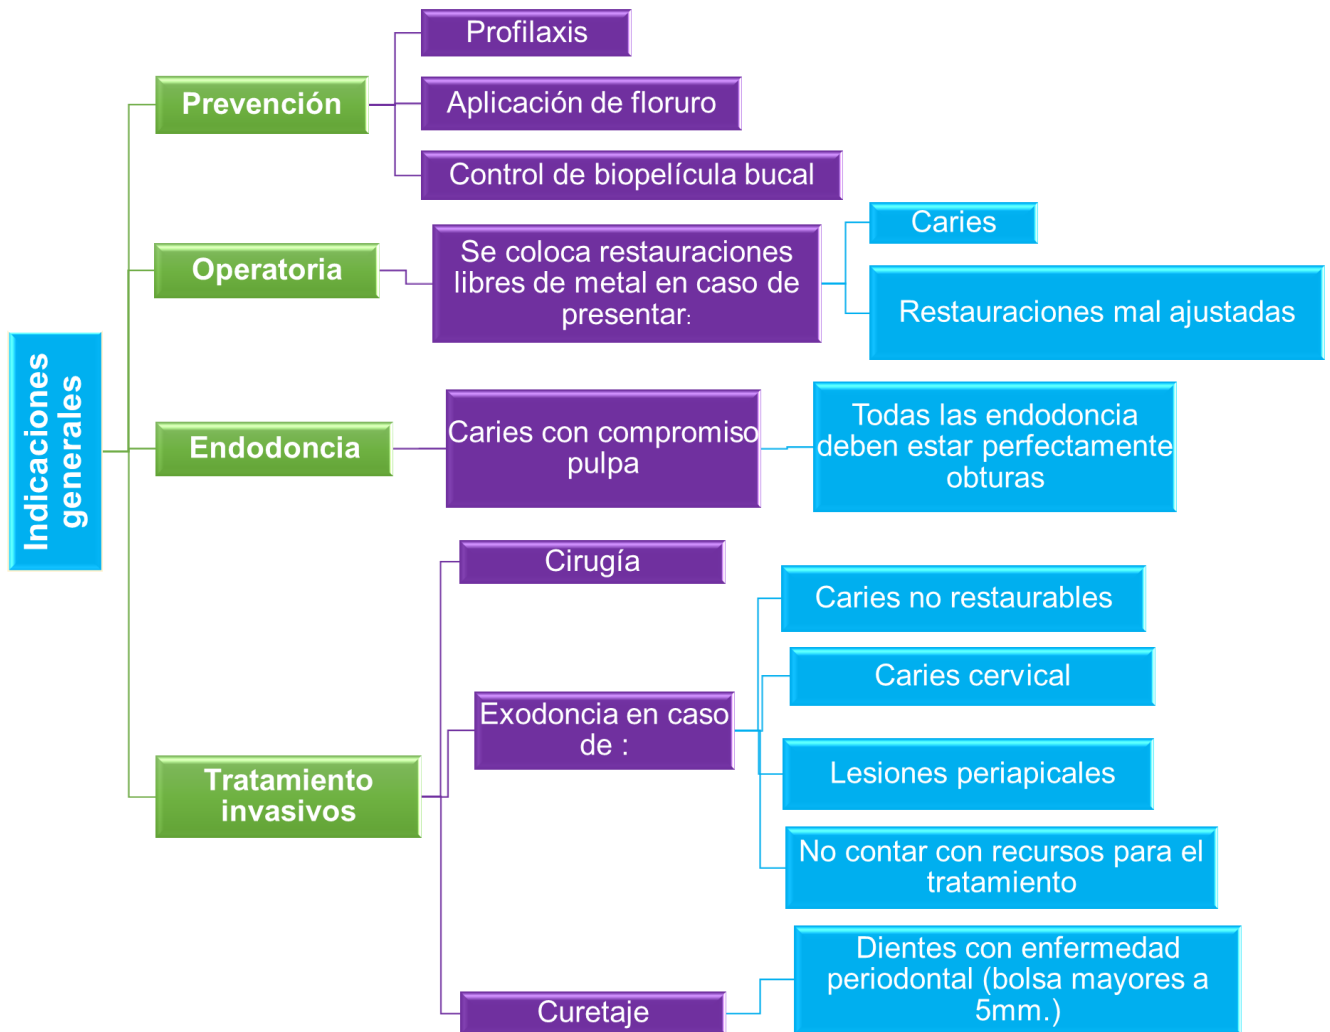 Indicaciones
generales
Prevención
Profilaxis
Aplicación de floruro
Control de biopelícula bucal
Operatoria
Se coloca restauraciones
libres de metal en caso de
presentar:
Caries
Restauraciones mal ajustadas
Endodoncia
Caries con compromiso
pulpa
Todas las endodoncia
deben estar perfectamente
obturas
Tratamiento
invasivos
Cirugía
Exodoncia en caso
de :
Caries no restaurables
Caries cervical
Lesiones periapicales
No contar con recursos para el
tratamiento
Curetaje
Dientes con enfermedad
periodontal (bolsa mayores a
5mm.)